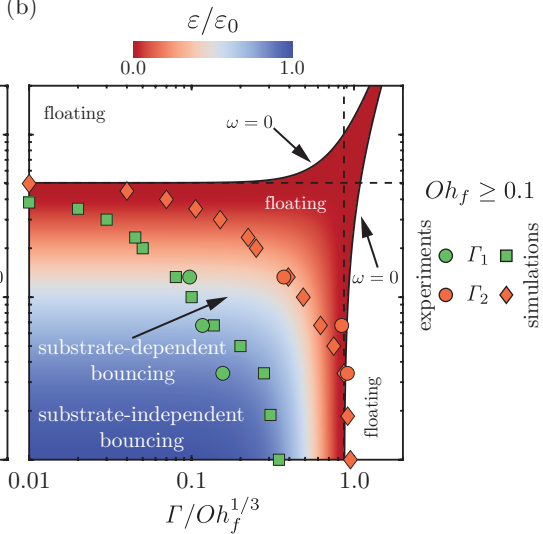 (b)
ε/ε₀
0.0 1.0
floating
ω = 0
floating
Oh_f ≥ 0.1
experiments
Γ₁
Γ₂
simulations
ω = 0
substrate-dependent
bouncing
substrate-independent
bouncing
floating
0.01 0.1 1.0
Γ/Oh_f^{1/3}